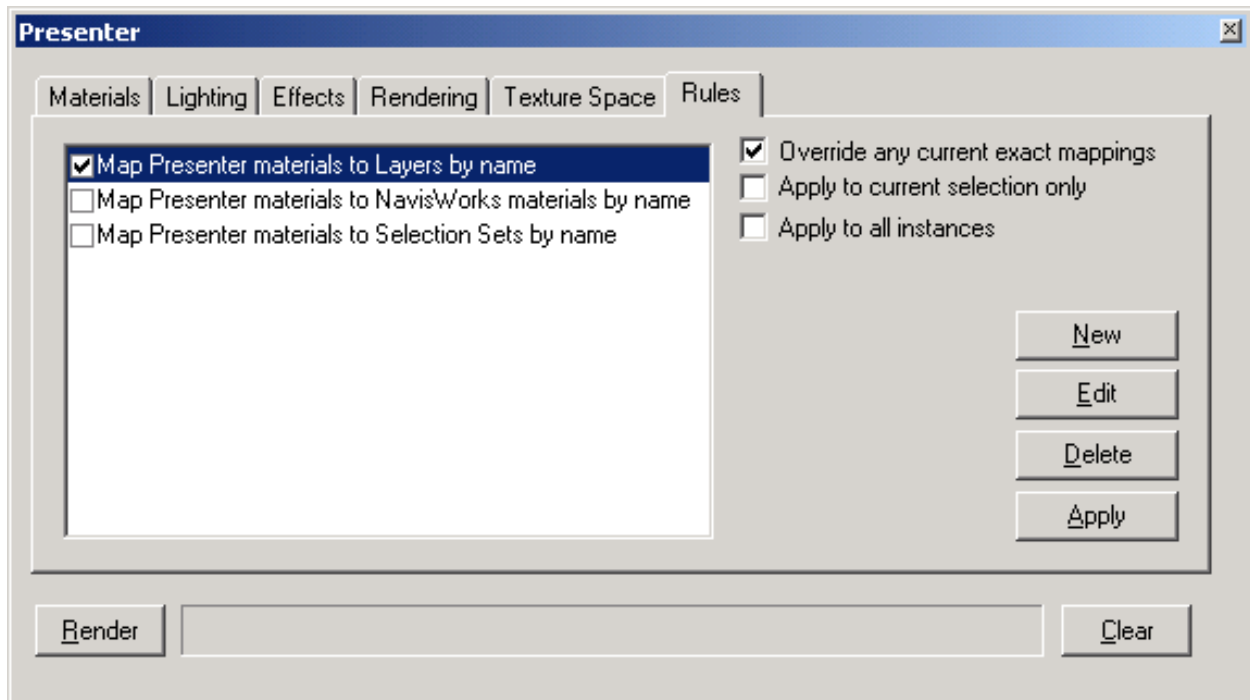 Presenter
Materials Lighting Effects Rendering Texture Space Rules
Map Presenter materials to Layers by name
Map Presenter materials to NavisWorks materials by name
Map Presenter materials to Selection Sets by name
Override any current exact mappings
Apply to current selection only
Apply to all instances
New
Edit
Delete
Apply
Render
Clear